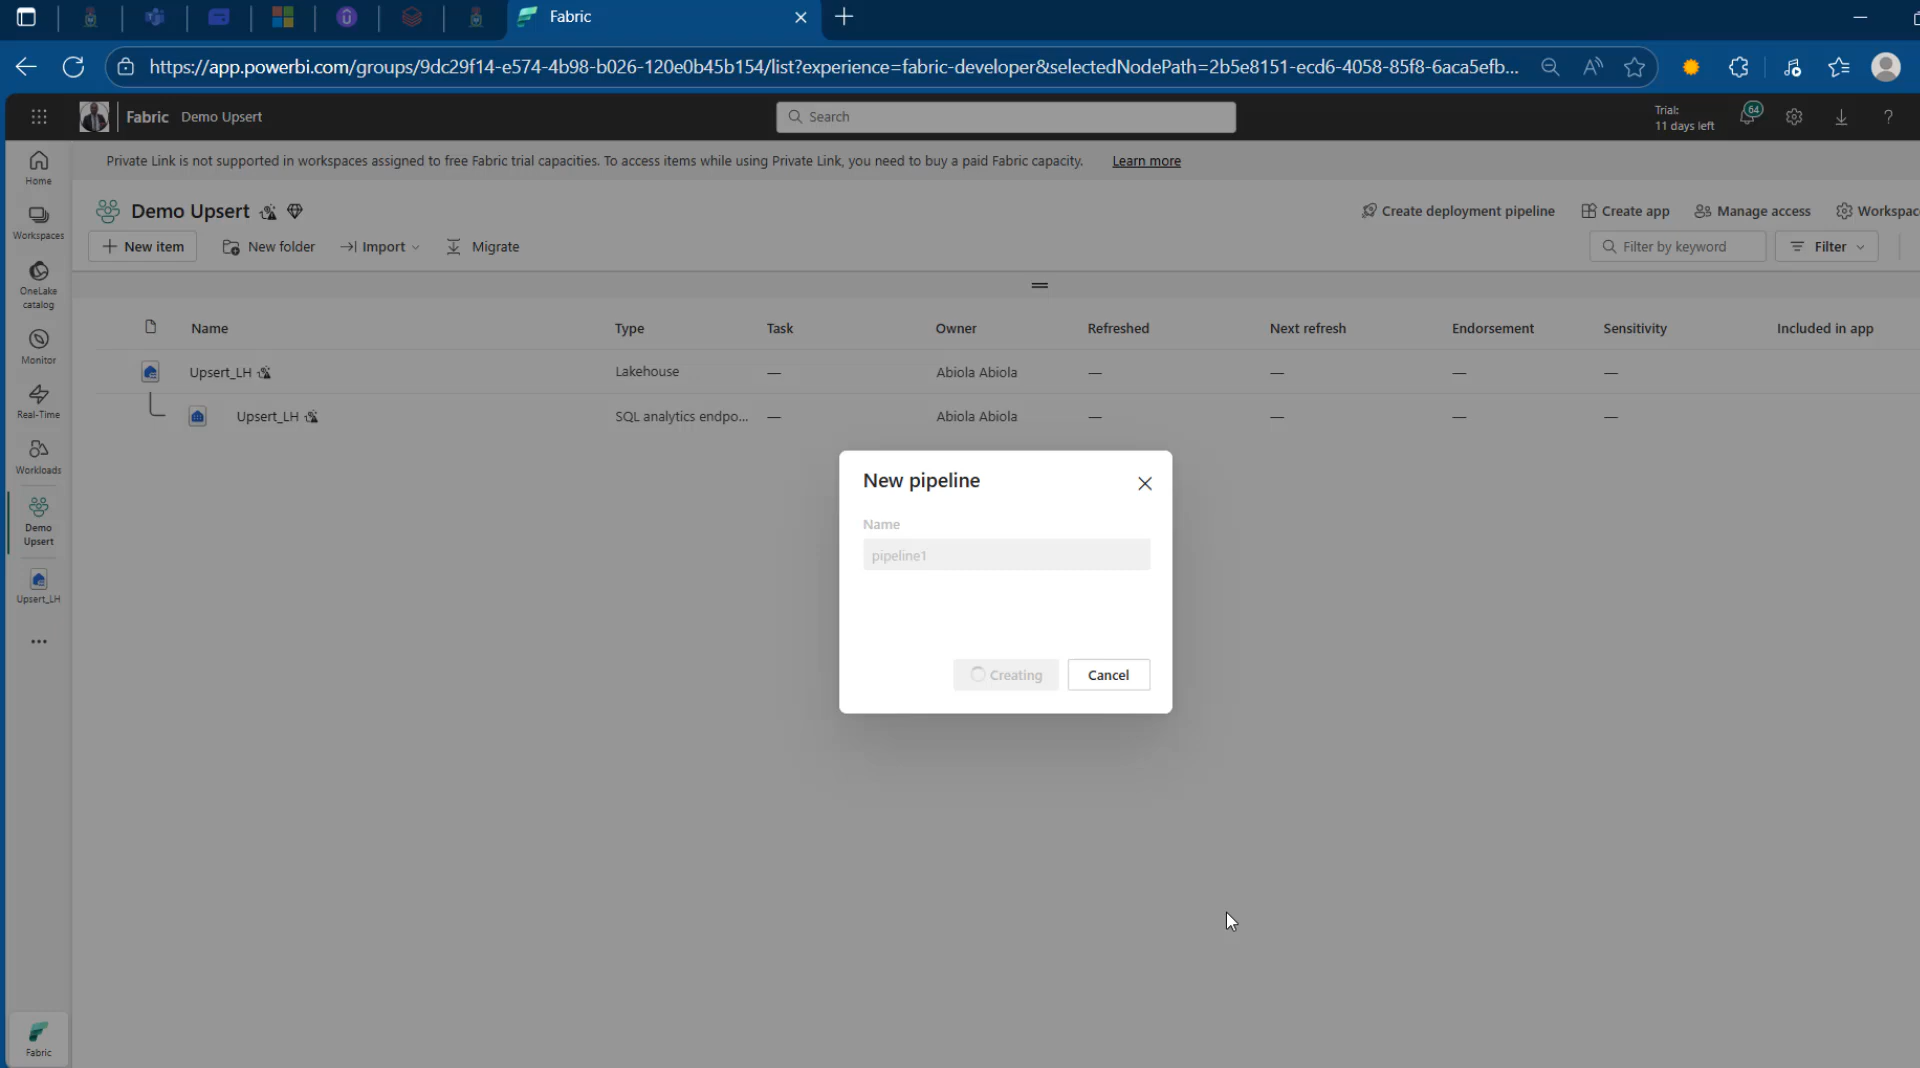 Fabric
https://app.powerbi.com/groups/9dc29f14-e574-4b98-b026-120e0b45b154/list?experience=fabric-developer&selectedNodePath=2b5e8151-ecd6-4058-85f8-6aca5efb...
Fabric Demo Upsert
Search
Trial:
11 days left
64
Private Link is not supported in workspaces assigned to free Fabric trial capacities. To access items while using Private Link, you need to buy a paid Fabric capacity. Learn more
Home
Workspaces
OneLake
catalog
Monitor
Real-Time
Workloads
Demo
Upsert
Upsert_LH
Fabric
Demo Upsert
Create deployment pipeline Create app Manage access Workspac
New item New folder Import Migrate
Filter by keyword Filter
Name Type Task Owner Refreshed Next refresh Endorsement Sensitivity Included in app
Upsert_LH Lakehouse — Abiola Abiola — — — —
Upsert_LH SQL analytics endpo... — Abiola Abiola — — — —
New pipeline
Name
pipeline1
Creating Cancel